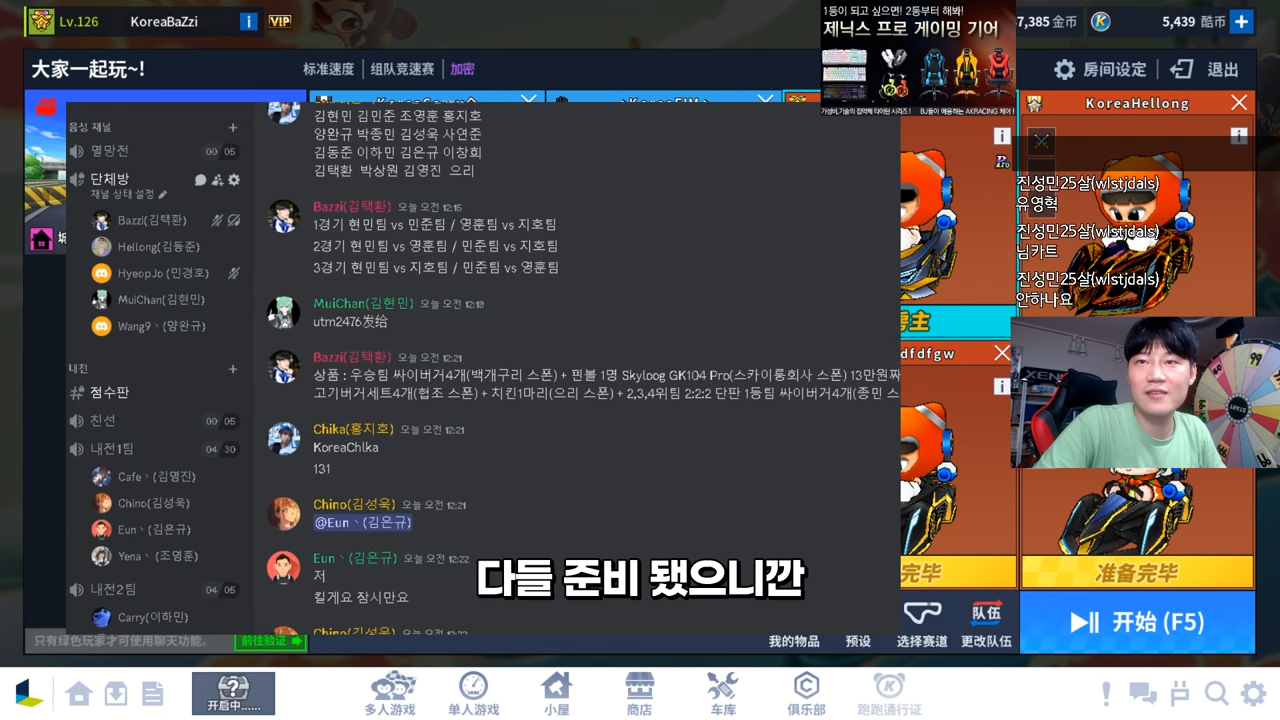 Lv.126
KoreaBaZzi
VIP
7,385 金币
5,439 酷币
1등이 되고 싶으면! 2등부터 해봐!
제닉스 프로 게이밍 기어
大家一起玩~!
标准速度
组队竞速赛
加密
房间设定
退出
KoreaHellong
음성 채널
멸망전
00 05
단체방
채널 상태 설정
Bazzi(김택환)
Hellong(김동준)
HyeopJo (민경호)
MuiChan(김현민)
Wang9丶(양완규)
내전
점수판
친선
00 05
내전1팀
04 30
Cafe丶(김영진)
Chino(김성욱)
Eun丶(김은규)
Yena丶(조영훈)
내전2팀
04 05
Carry(이하민)
김현민 김민준 조영훈 홍지호
양완규 박종민 김성욱 사연준
김동준 이하민 김은규 이창희
김택환 박상원 김영진 으리
Bazzi(김택환) 오늘 오전 12:15
1경기 현민팀 vs 민준팀 / 영훈팀 vs 지호팀
2경기 현민팀 vs 영훈팀 / 민준팀 vs 지호팀
3경기 현민팀 vs 지호팀 / 민준팀 vs 영훈팀
MuiChan(김현민) 오늘 오전 12:18
utm2476发给
Bazzi(김택환) 오늘 오전 12:21
상품 : 우승팀 싸이버거4개(백개구리 스폰) + 핀볼 1명 Skyloog GK104 Pro(스카이룽회사 스폰) 13만원짜
고기버거세트4개(협조 스폰) + 치킨1마리(으리 스폰) + 2,3,4위팀 2:2:2 단판 1등팀 싸이버거4개(종민 스
Chika(홍지호) 오늘 오전 12:21
KoreaChlka
131
Chino(김성욱) 오늘 오전 12:21
@Eun丶(김은규)
Eun丶(김은규) 오늘 오전 12:22
저
킬게요 잠시만요
Pro
진성민25살(wlstjdals)
유영혁
진성민25살(wlstjdals)
님카트
진성민25살(wlstjdals)
안하나요
dfdfgw
99
START
다들 준비 됐으니깐
完毕
准备完毕
只有绿色玩家才可使用聊天功能。
前往验证
我的物品
预设
选择赛道
队伍
更改队伍
开始 (F5)
开启中......
多人游戏
单人游戏
小屋
商店
车库
俱乐部
跑跑通行证